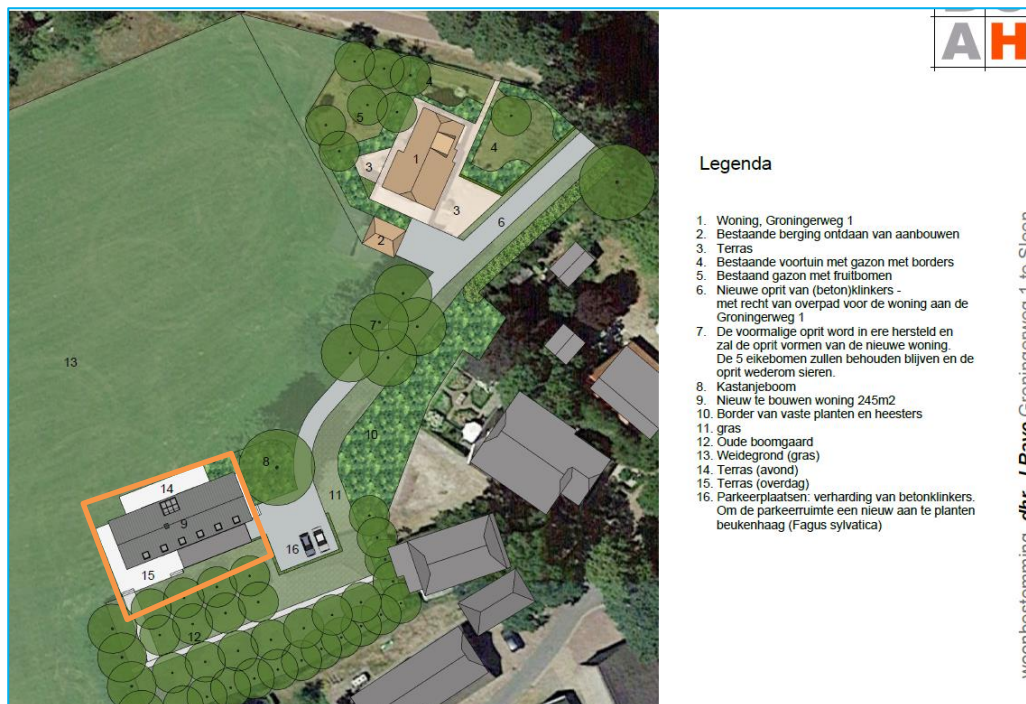 AH
Legenda
1. Woning, Groningerweg 1
2. Bestaande berging ontdaan van aanbouwen
3. Terras
4. Bestaande voortuin met gazon met borders
5. Bestaand gazon met fruitbomen
6. Nieuwe oprit van (beton)klinkers -
met recht van overpad voor de woning aan de
Groningerweg 1
7. De voormalige oprit word in ere hersteld en
zal de oprit vormen van de nieuwe woning.
De 5 eikebomen zullen behouden blijven en de
oprit wederom sieren.
8. Kastanjeboom
9. Nieuw te bouwen woning 245m2
10. Border van vaste planten en heesters
11. gras
12. Oude boomgaard
13. Weidegrond (gras)
14. Terras (avond)
15. Terras (overdag)
16. Parkeerplaatsen: verharding van betonklinkers.
Om de parkeerruimte een nieuw aan te planten
beukenhaag (Fagus sylvatica)
4
5
1
4
3
3
6
2
7
13
10
8
14
11
9
16
15
12
woonbestemming dhr. Groningerweg 1 te Sleen